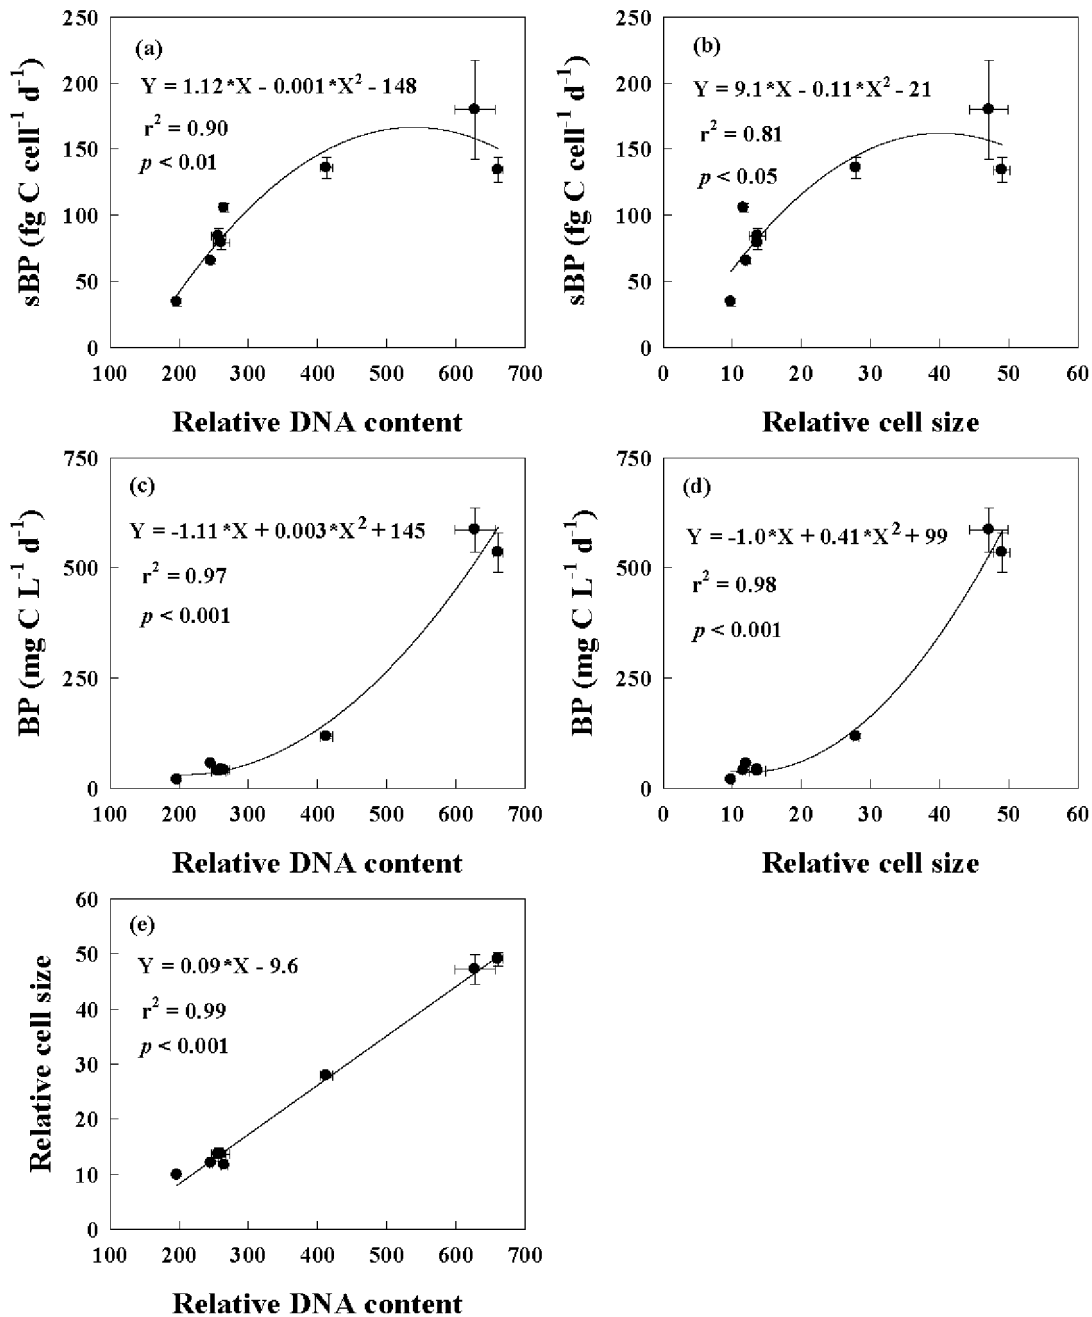 (a)
Y = 1.12*X - 0.001*X² - 148
r² = 0.90
p < 0.01
sBP (fg C cell⁻¹ d⁻¹)
250
200
150
100
50
0
100 200 300 400 500 600 700
Relative DNA content
(b)
Y = 9.1*X - 0.11*X² - 21
r² = 0.81
p < 0.05
sBP (fg C cell⁻¹ d⁻¹)
250
200
150
100
50
0
0 10 20 30 40 50 60
Relative cell size
(c)
Y = -1.11*X + 0.003*X² + 145
r² = 0.97
p < 0.001
BP (mg C L⁻¹ d⁻¹)
750
500
250
0
100 200 300 400 500 600 700
Relative DNA content
(d)
Y = -1.0*X + 0.41*X² + 99
r² = 0.98
p < 0.001
BP (mg C L⁻¹ d⁻¹)
750
500
250
0
0 10 20 30 40 50 60
Relative cell size
(e)
Y = 0.09*X - 9.6
r² = 0.99
p < 0.001
Relative cell size
60
50
40
30
20
10
0
100 200 300 400 500 600 700
Relative DNA content